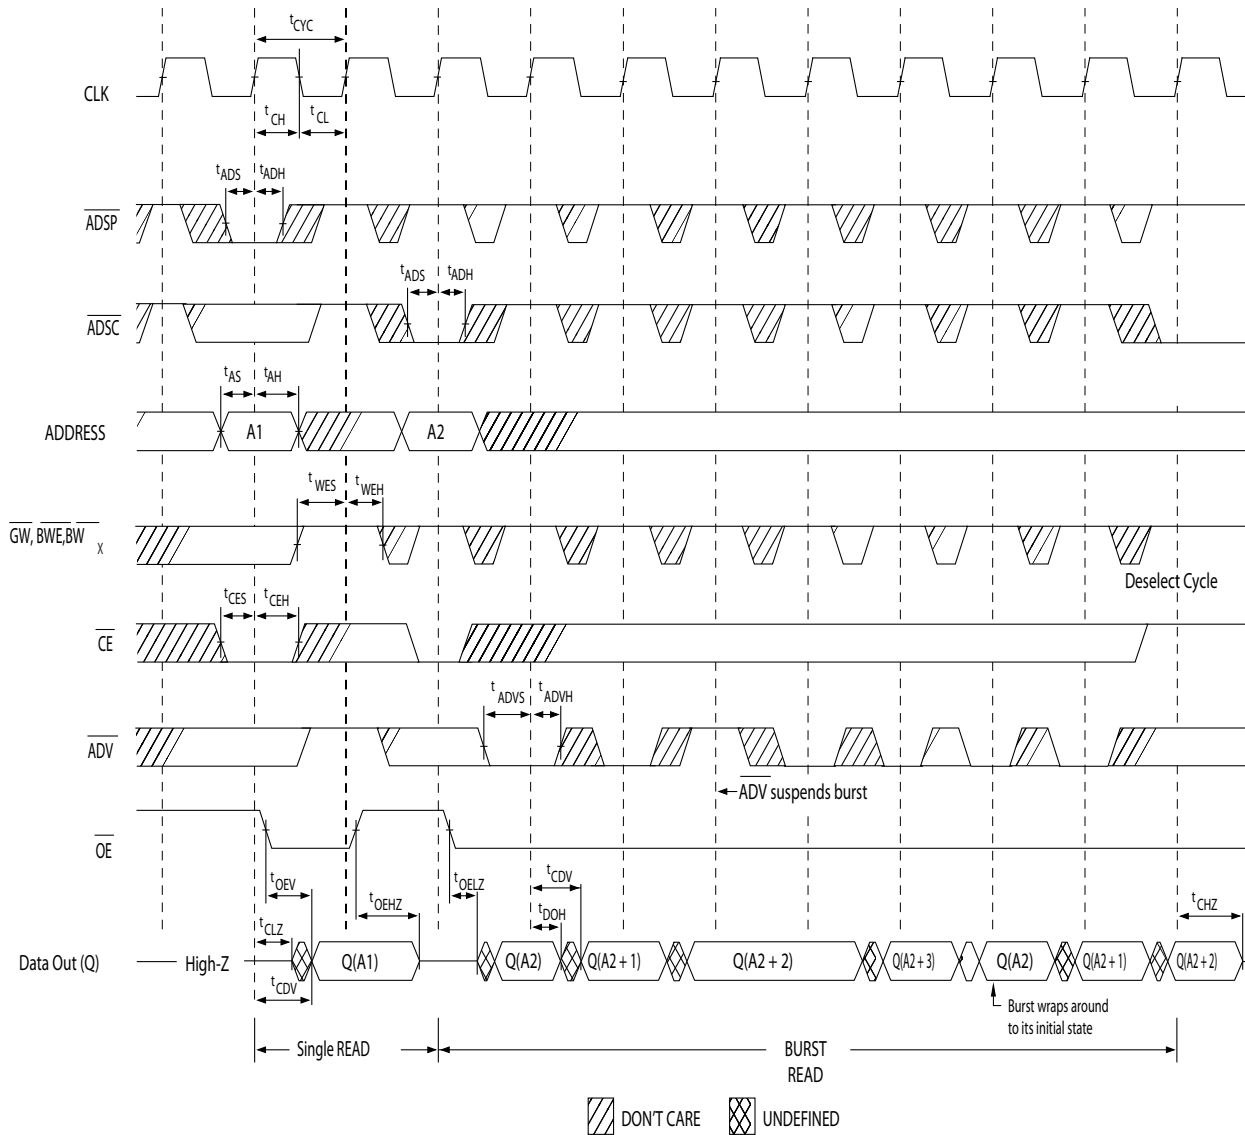 tCYC
CLK
tCH
tCL
tADS
tADH
ADSP
tADS
tADH
ADSC
tAS
tAH
ADDRESS
A1
A2
tWES
tWEH
GW, BWE,BW X
Deselect Cycle
tCES
tCEH
CE
tADVS
tADVH
ADV
ADV suspends burst
OE
tOEV
tOEHZ
tOELZ
tCDV
tCLZ
tDOH
tCHZ
Data Out (Q)
High-Z
Q(A1)
Q(A2)
Q(A2 + 1)
Q(A2 + 2)
Q(A2 + 3)
Q(A2)
Q(A2 + 1)
Q(A2 + 2)
tCDV
Burst wraps around
to its initial state
Single READ
BURST
READ
DON'T CARE
UNDEFINED